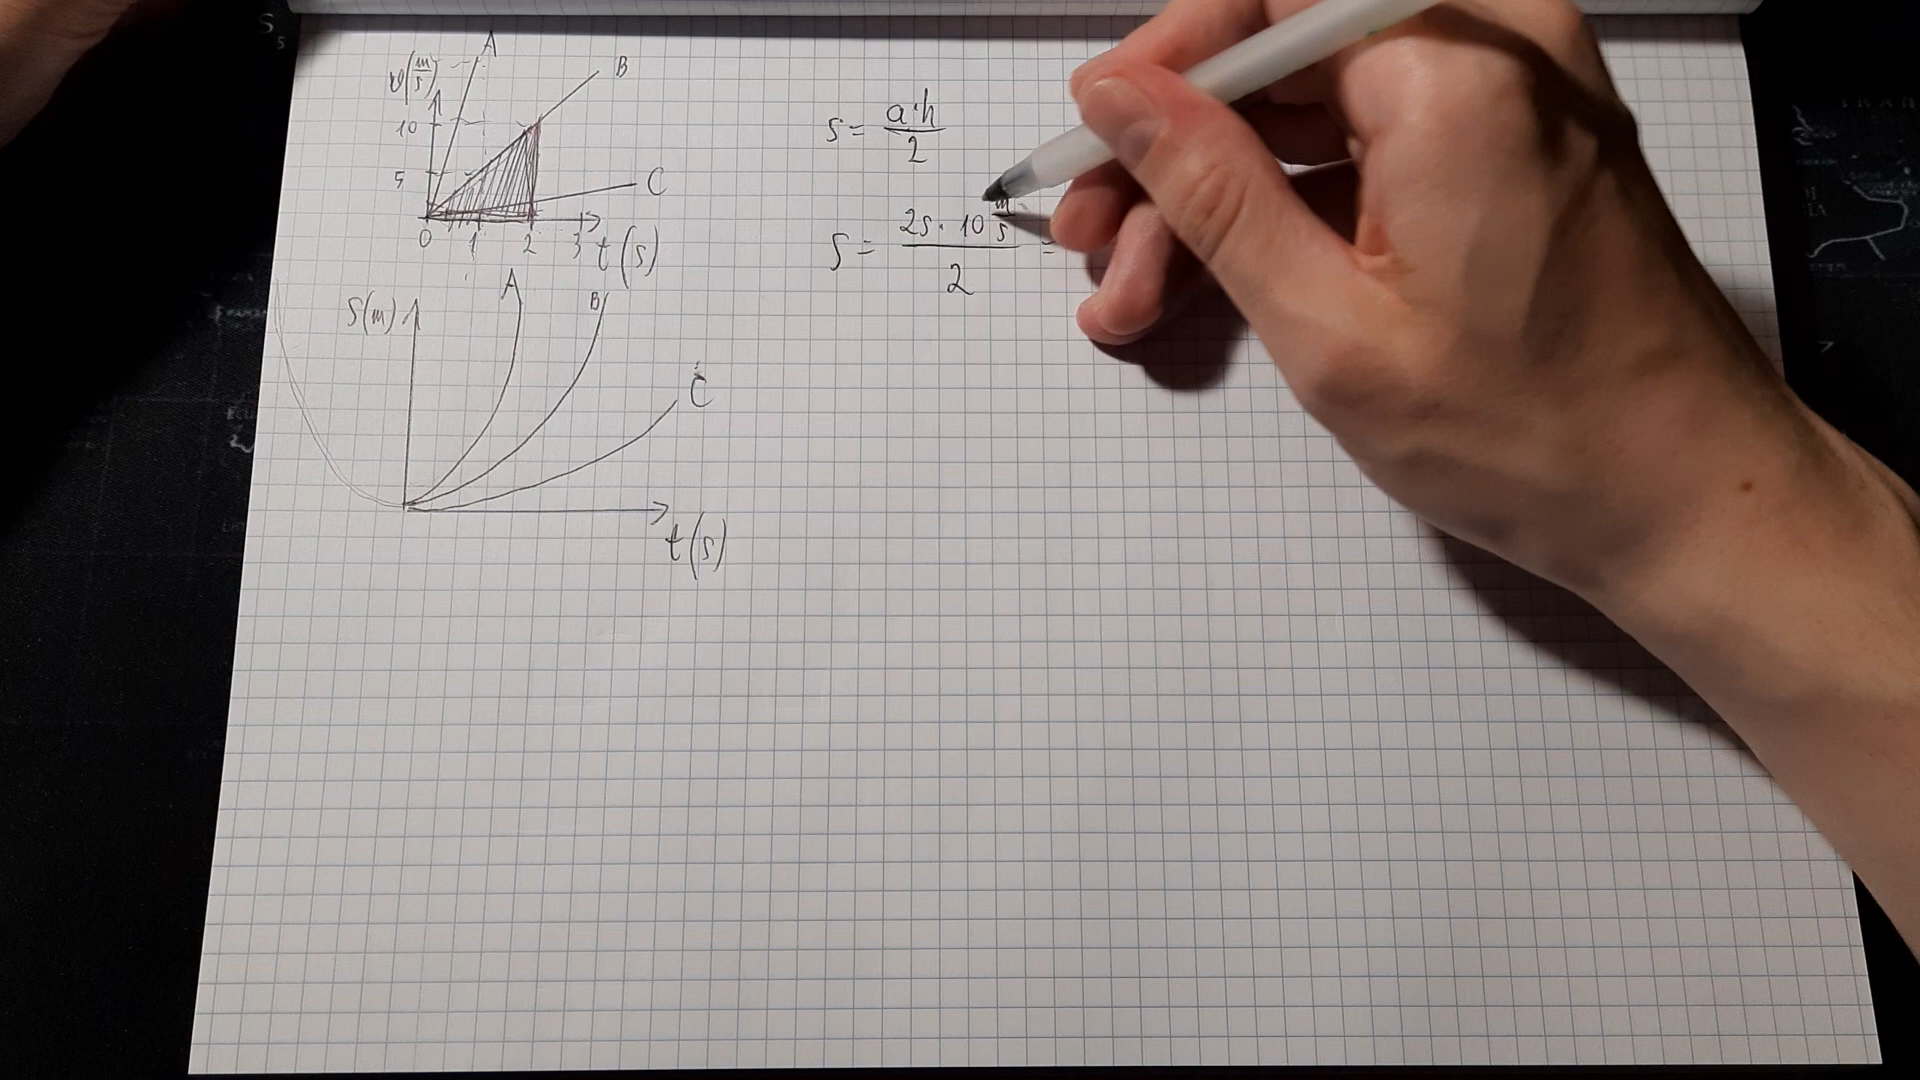 A
v(m/s)
B
10
5
C
0 1 2 3 t(s)
S(m)
A
B
C
t(s)
s = a·h/2
s = 2s · 10 m/s / 2 =